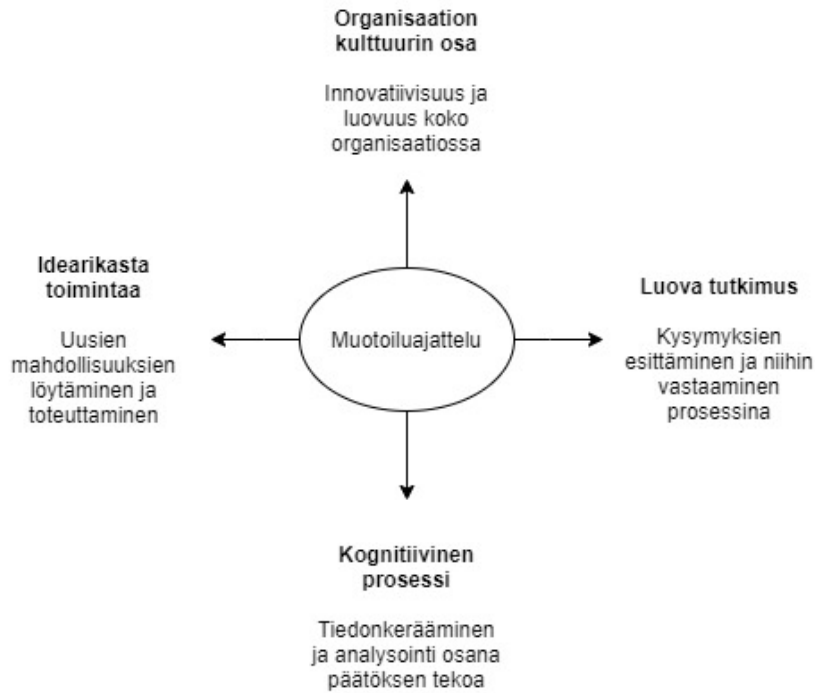 Organisaation
kulttuurin osa
Innovatiivisuus ja
luovuus koko
organisaatiossa
Idearikasta
toimintaa
Uusien
mahdollisuuksien
löytäminen ja
toteuttaminen
Muotoiluajattelu
Luova tutkimus
Kysymyksien
esittäminen ja niihin
vastaaminen
prosessina
Kognitiivinen
prosessi
Tiedonkerääminen
ja analysointi osana
päätöksen tekoa